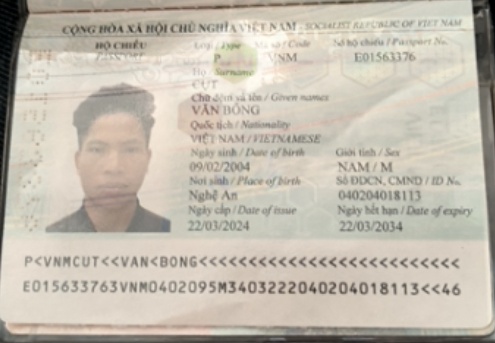 CỘNG HÒA XÃ HỘI CHỦ NGHĨA VIỆT NAM - SOCIALIST REPUBLIC OF VIET NAM
HỘ CHIẾU
PASSPORT
Loại / Type Mã số / Code Số hộ chiếu / Passport No.
P VNM E01563376
Họ / Surname
CỤT
Chữ đệm và tên / Given names
VĂN BÔNG
Quốc tịch / Nationality
VIỆT NAM / VIETNAMESE
Ngày sinh / Date of birth Giới tính / Sex
09/02/2004 NAM / M
Nơi sinh / Place of birth Số ĐDCN, CMND / ID No.
Nghệ An 040204018113
Ngày cấp / Date of issue Ngày hết hạn / Date of expiry
22/03/2024 22/03/2034
P<VNMCUT<<VAN<BONG<<<<<<<<<<<<<<<<<<<<<<<<<<
E015633763VNM0402095M3403222040204018113<<46